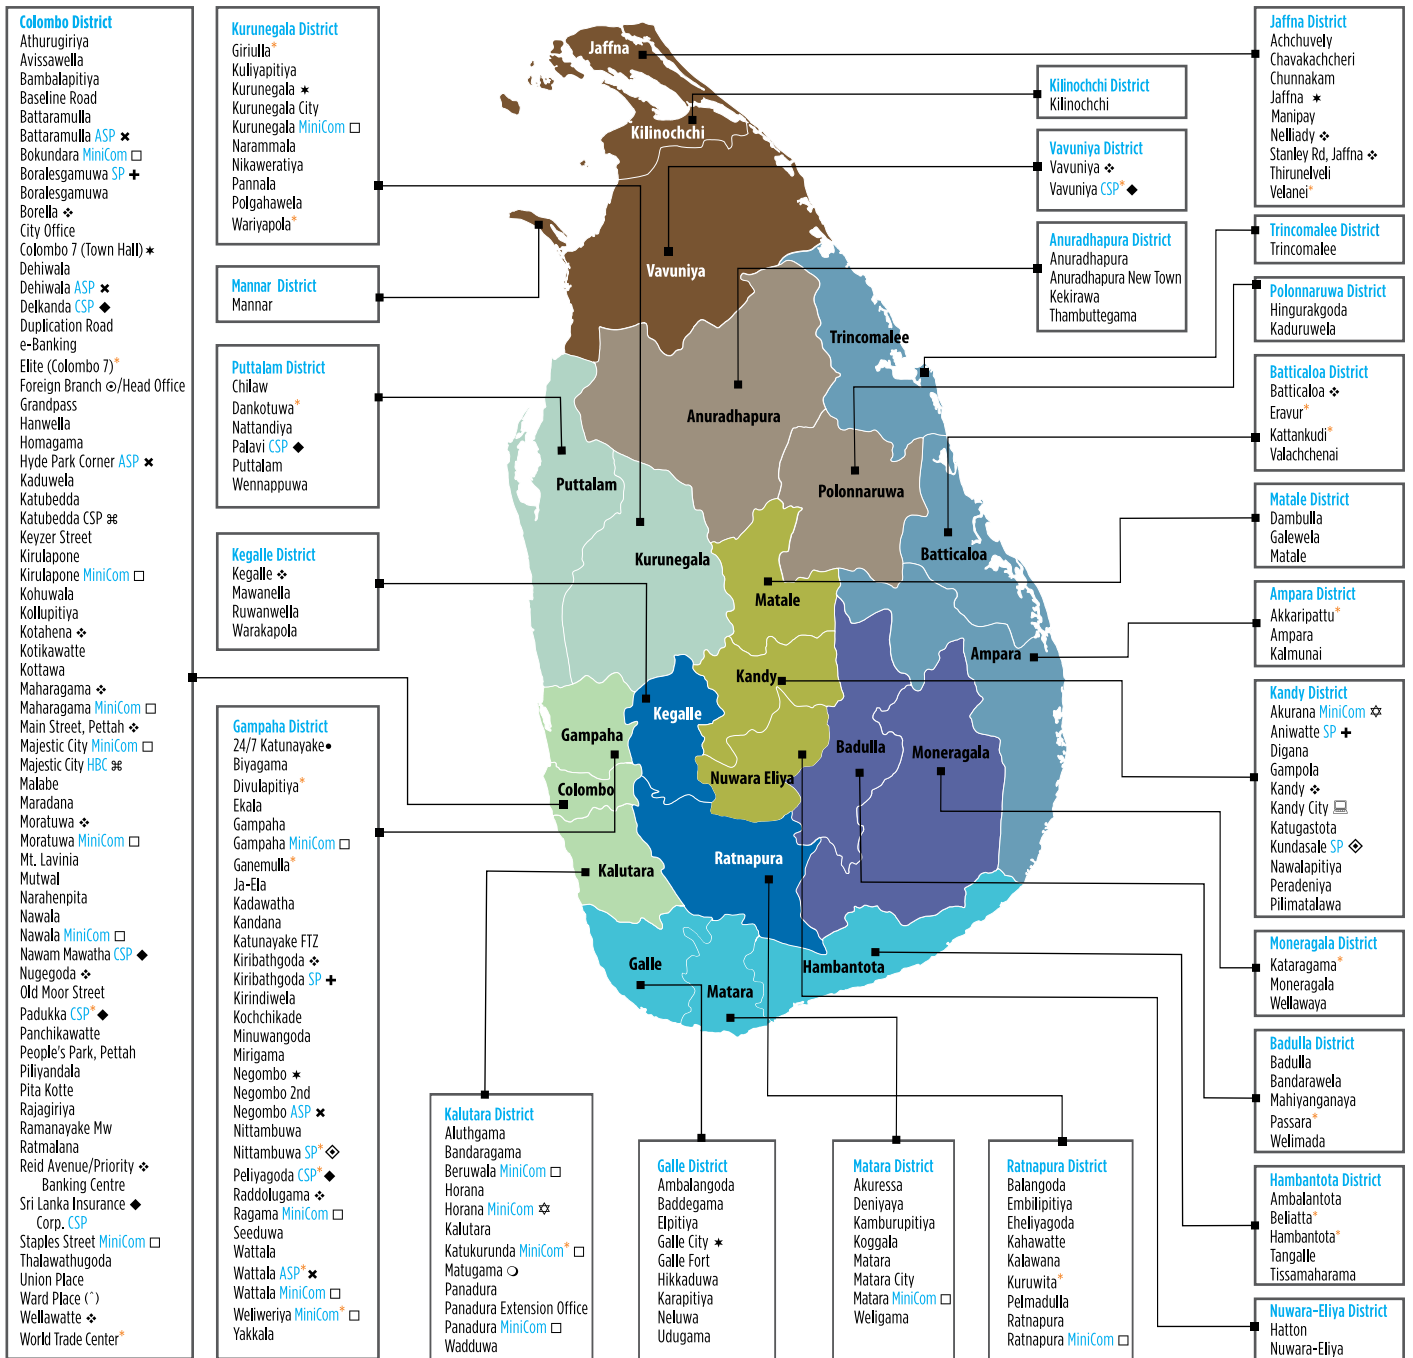 Colombo District
Athurugiriya
Avissawella
Bambalapitiya
Baseline Road
Battaramulla
Battaramulla ASP ✖
Bokundara MiniCom □
Boralesgamuwa SP ✚
Boralesgamuwa
Borella ❖
City Office
Colombo 7 (Town Hall) ✶
Dehiwala
Dehiwala ASP ✖
Delkanda CSP ◆
Duplication Road
e-Banking
Elite (Colombo 7)*
Foreign Branch ⊙/Head Office
Grandpass
Hanwella
Homagama
Hyde Park Corner ASP ✖
Kaduwela
Katubedda
Katubedda CSP ⌘
Keyzer Street
Kirulapone
Kirulapone MiniCom □
Kohuwala
Kollupitiya
Kotahena ❖
Kotikawatte
Kottawa
Maharagama ❖
Maharagama MiniCom □
Main Street, Pettah ❖
Majestic City MiniCom □
Majestic City HBC ⌘
Malabe
Maradana
Moratuwa ❖
Moratuwa MiniCom □
Mt. Lavinia
Mutwal
Narahenpita
Nawala
Nawala MiniCom □
Nawam Mawatha CSP ◆
Nugegoda ❖
Old Moor Street
Padukka CSP* ◆
Panchikawatte
People's Park, Pettah
Piliyandala
Pita Kotte
Rajagiriya
Ramanayake Mw
Ratmalana
Reid Avenue/Priority ❖
Banking Centre
Sri Lanka Insurance ◆
Corp. CSP
Staples Street MiniCom □
Thalawathugoda
Union Place
Ward Place (ˆ)
Wellawatte ❖
World Trade Center*
Kurunegala District
Giriulla*
Kuliyapitiya
Kurunegala ✶
Kurunegala City
Kurunegala MiniCom □
Narammala
Nikaweratiya
Pannala
Polgahawela
Wariyapola*
Mannar District
Mannar
Puttalam District
Chilaw
Dankotuwa*
Nattandiya
Palavi CSP ◆
Puttalam
Wennappuwa
Kegalle District
Kegalle ❖
Mawanella
Ruwanwella
Warakapola
Gampaha District
24/7 Katunayake●
Biyagama
Divulapitiya*
Ekala
Gampaha
Gampaha MiniCom □
Ganemulla*
Ja-Ela
Kadawatha
Kandana
Katunayake FTZ
Kiribathgoda ❖
Kiribathgoda SP ✚
Kirindiwela
Kochchikade
Minuwangoda
Mirigama
Negombo ✶
Negombo 2nd
Negombo ASP ✖
Nittambuwa
Nittambuwa SP* ◈
Peliyagoda CSP* ◆
Raddolugama ❖
Ragama MiniCom □
Seeduwa
Wattala
Wattala ASP* ✖
Wattala MiniCom □
Weliweriya MiniCom* □
Yakkala
Jaffna
Kilinochchi
Vavuniya
Trincomalee
Anuradhapura
Puttalam
Polonnaruwa
Kurunegala
Batticaloa
Matale
Ampara
Kandy
Kegalle
Gampaha
Badulla
Moneragala
Nuwara Eliya
Colombo
Ratnapura
Kalutara
Galle
Hambantota
Matara
Kalutara District
Aluthgama
Bandaragama
Beruwala MiniCom □
Horana
Horana MiniCom ✡
Kalutara
Katukurunda MiniCom* □
Matugama ❍
Panadura
Panadura Extension Office
Panadura MiniCom □
Wadduwa
Galle District
Ambalangoda
Baddegama
Elpitiya
Galle City ✶
Galle Fort
Hikkaduwa
Karapitiya
Neluwa
Udugama
Matara District
Akuressa
Deniyaya
Kamburupitiya
Koggala
Matara
Matara City
Matara MiniCom □
Weligama
Ratnapura District
Balangoda
Embilipitiya
Eheliyagoda
Kahawatte
Kalawana
Kuruwita*
Pelmadulla
Ratnapura
Ratnapura MiniCom □
Kilinochchi District
Kilinochchi
Vavuniya District
Vavuniya ❖
Vavuniya CSP* ◆
Anuradhapura District
Anuradhapura
Anuradhapura New Town
Kekirawa
Thambuttegama
Jaffna District
Achchuvely
Chavakachcheri
Chunnakam
Jaffna ✶
Manipay
Nelliady ❖
Stanley Rd, Jaffna ❖
Thirunelveli
Velanei*
Trincomalee District
Trincomalee
Polonnaruwa District
Hingurakgoda
Kaduruwela
Batticaloa District
Batticaloa ❖
Eravur*
Kattankudi*
Valachchenai
Matale District
Dambulla
Galewela
Matale
Ampara District
Akkaripattu*
Ampara
Kalmunai
Kandy District
Akurana MiniCom ✡
Aniwatte SP ✚
Digana
Gampola
Kandy ❖
Kandy City 💻
Katugastota
Kundasale SP ◈
Nawalapitiya
Peradeniya
Pilimatalawa
Moneragala District
Kataragama*
Moneragala
Wellawaya
Badulla District
Badulla
Bandarawela
Mahiyanganaya
Passara*
Welimada
Hambantota District
Ambalantota
Beliatta*
Hambantota*
Tangalle
Tissamaharama
Nuwara-Eliya District
Hatton
Nuwara-Eliya